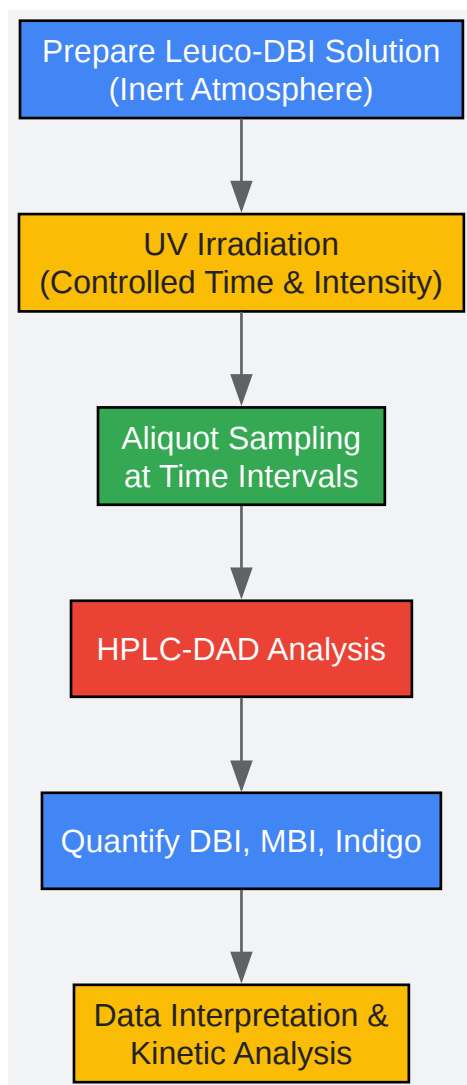 Prepare Leuco-DBI Solution
(Inert Atmosphere)
UV Irradiation
(Controlled Time & Intensity)
Aliquot Sampling
at Time Intervals
HPLC-DAD Analysis
Quantify DBI, MBI, Indigo
Data Interpretation &
Kinetic Analysis